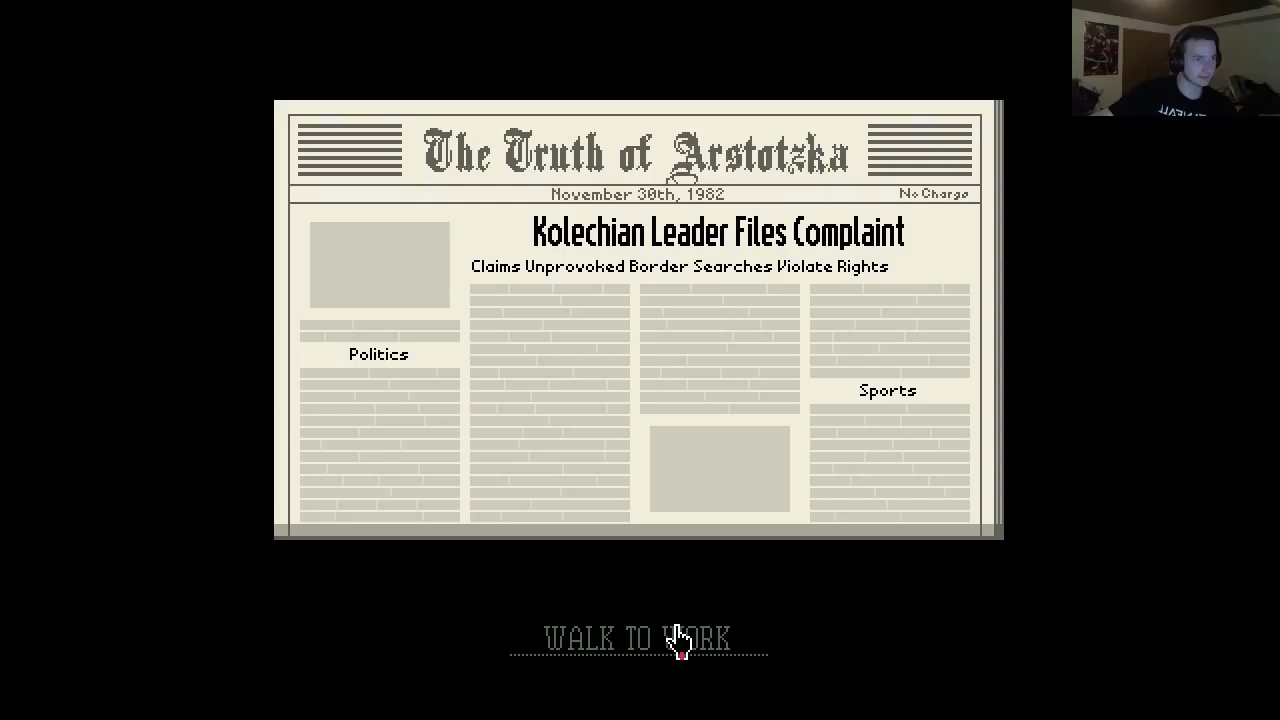 The Truth of Arstotzka
November 30th, 1982
No Charge
Kolechian Leader Files Complaint
Claims Unprovoked Border Searches Violate Rights
Politics
Sports
WALK TO WORK